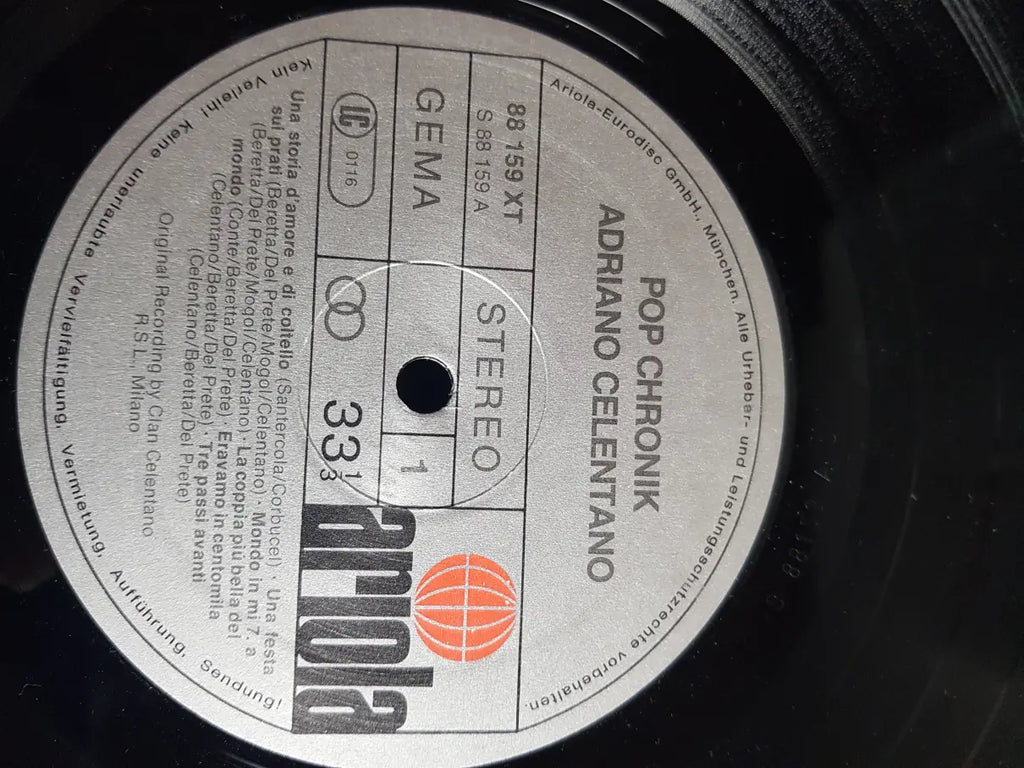 Ariola-Eurodisc GmbH., München. Alle Urheber- und Leistungsschutzrechte vorbehalten.
POP CHRONIK
ADRIANO CELENTANO
88 159 XT
S 88 159 A
STEREO
GEMA
1
LC 0116
33 1/3
ariola
Una storia d'amore e di coltello (Santercola/Corbucel) · Una festa
sui prati (Beretta/Del Prete/Mogol/Celentano) · Mondo in mi 7. a
(Beretta/Del Prete/Mogol/Celentano) · La coppia più bella del
mondo (Conte/Beretta/Del Prete) · Eravamo in centomila
(Celentano/Beretta/Del Prete) · Tre passi avanti
(Celentano/Beretta/Del Prete)
Original Recording by Clan Celentano
R.S.L., Milano
Kein Verleih! Keine unerlaubte Vervielfältigung, Vermietung, Aufführung, Sendung!